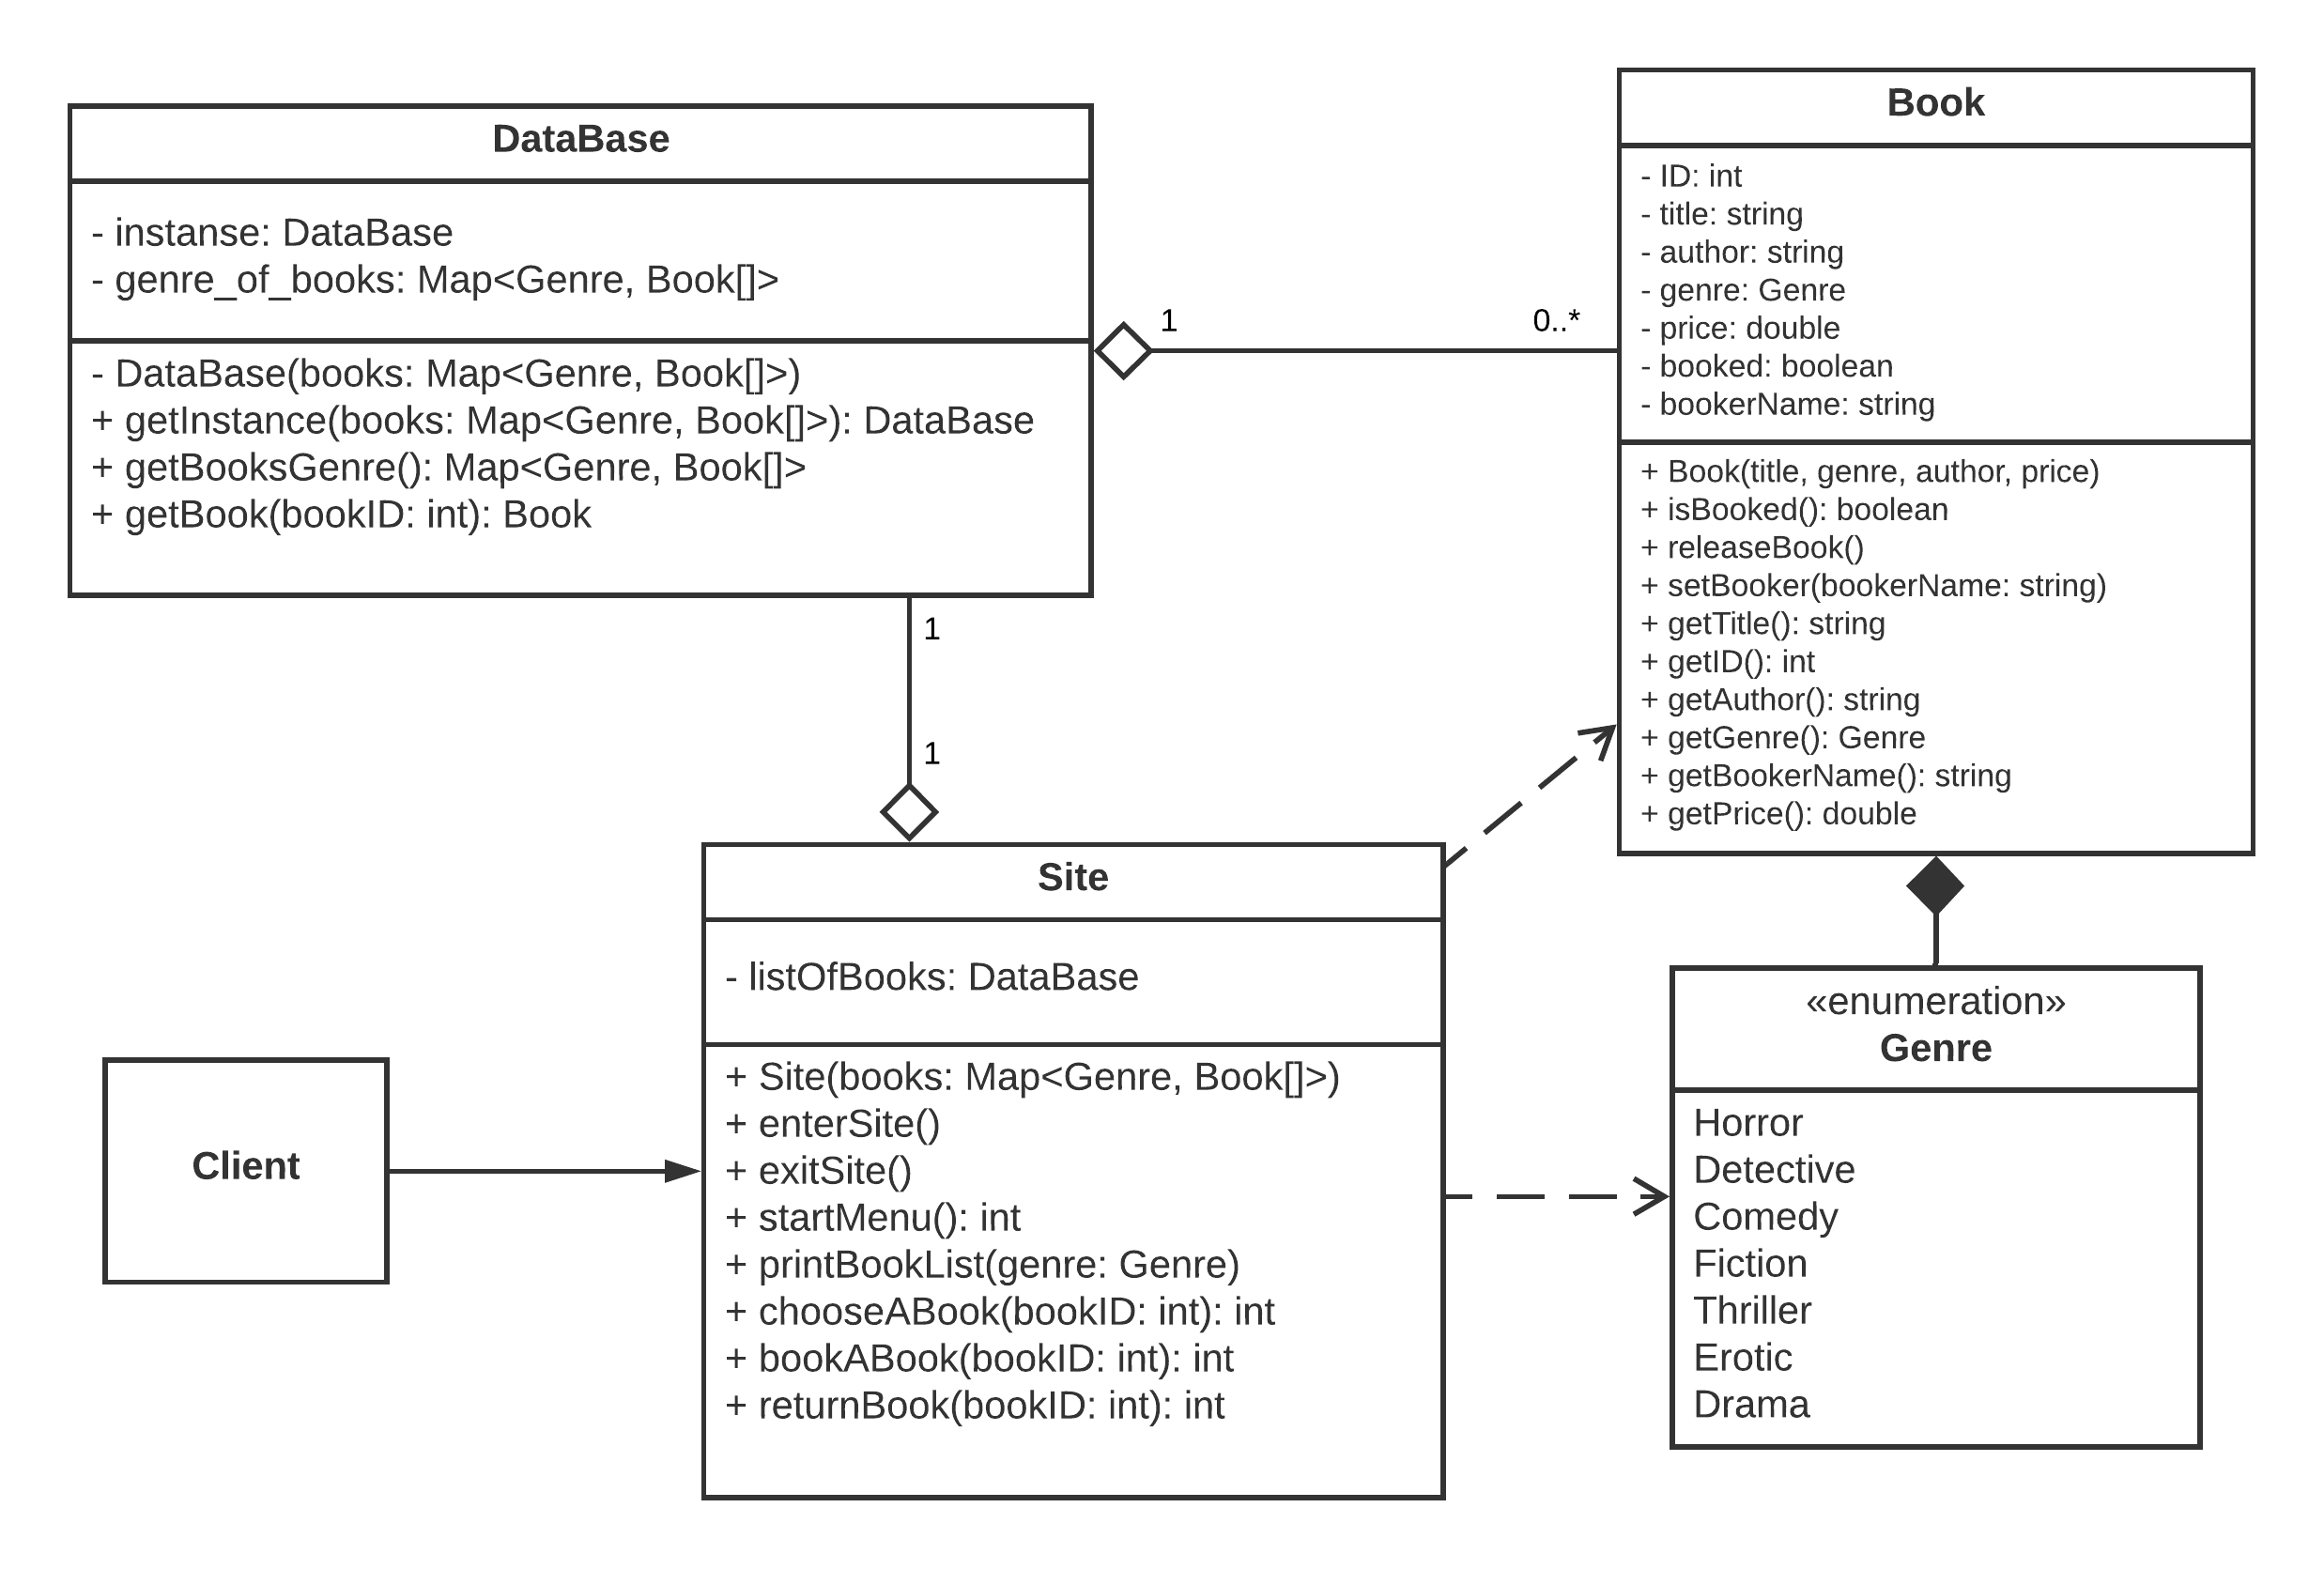 DataBase
- instanse: DataBase
- genre_of_books: Map<Genre, Book[]>
- DataBase(books: Map<Genre, Book[]>)
+ getInstance(books: Map<Genre, Book[]>): DataBase
+ getBooksGenre(): Map<Genre, Book[]>
+ getBook(bookID: int): Book
1
0..*
Book
- ID: int
- title: string
- author: string
- genre: Genre
- price: double
- booked: boolean
- bookerName: string
+ Book(title, genre, author, price)
+ isBooked(): boolean
+ releaseBook()
+ setBooker(bookerName: string)
+ getTitle(): string
+ getID(): int
+ getAuthor(): string
+ getGenre(): Genre
+ getBookerName(): string
+ getPrice(): double
1
1
Site
- listOfBooks: DataBase
+ Site(books: Map<Genre, Book[]>)
+ enterSite()
+ exitSite()
+ startMenu(): int
+ printBookList(genre: Genre)
+ chooseABook(bookID: int): int
+ bookABook(bookID: int): int
+ returnBook(bookID: int): int
Client
«enumeration»
Genre
Horror
Detective
Comedy
Fiction
Thriller
Erotic
Drama